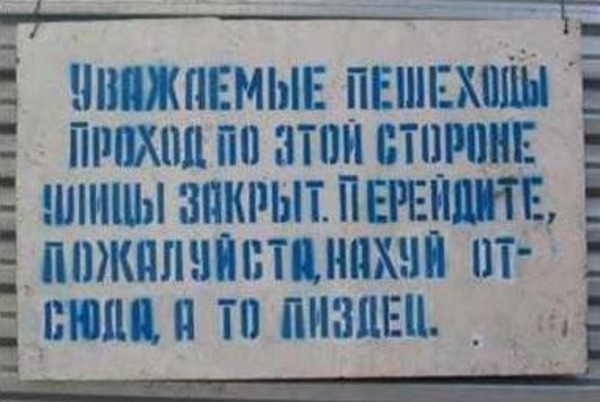 Уважаемые пешеходы
проход по этой стороне
улицы закрыт. Перейдите,
пожалуйста, нахуй от-
сюда, а то пиздец.